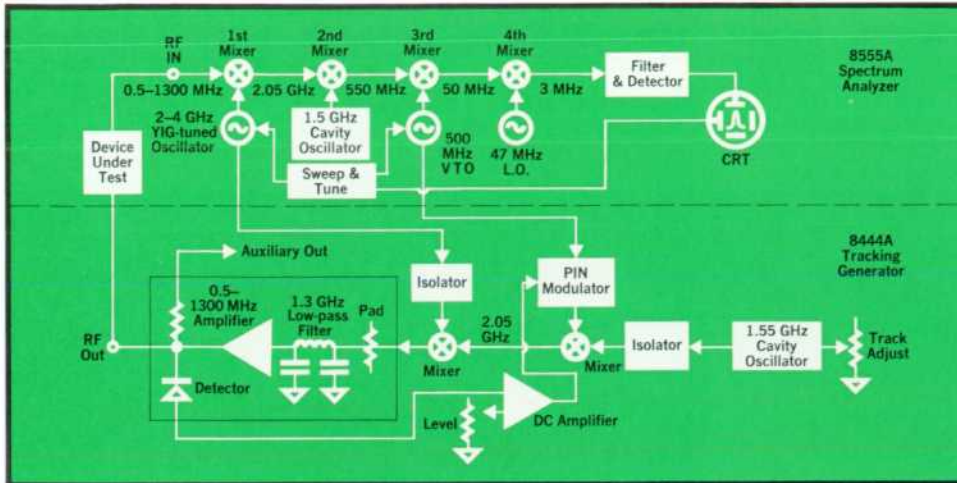 RF
IN
1st
Mixer
2nd
Mixer
3rd
Mixer
4th
Mixer
0.5–1300 MHz
2.05 GHz
550 MHz
50 MHz
3 MHz
Filter
& Detector
8555A
Spectrum
Analyzer
2–4 GHz
YIG-tuned
Oscillator
1.5 GHz
Cavity
Oscillator
500
MHz
VTO
47 MHz
L.O.
CRT
Device
Under
Test
Sweep &
Tune
8444A
Tracking
Generator
Auxiliary Out
Isolator
PIN
Modulator
0.5–
1300 MHz
Amplifier
1.3 GHz
Low-pass
Filter
Pad
2.05
GHz
RF
Out
Mixer
Mixer
Isolator
1.55 GHz
Cavity
Oscillator
Track
Adjust
Detector
Level
DC Amplifier